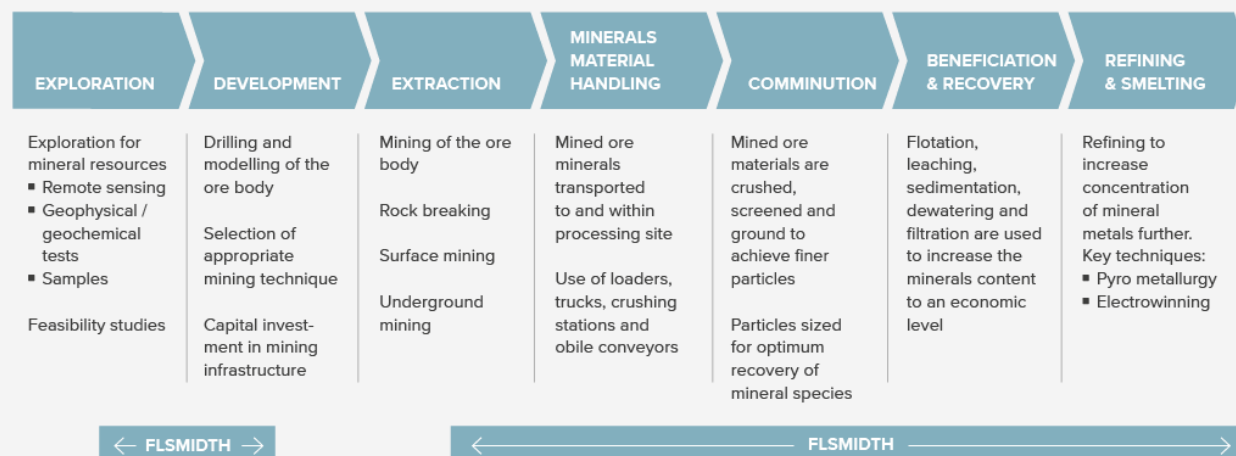 EXPLORATION
DEVELOPMENT
EXTRACTION
MINERALS
MATERIAL
HANDLING
COMMINUTION
BENEFICIATION
& RECOVERY
REFINING
& SMELTING
Exploration for
mineral resources
▪ Remote sensing
▪ Geophysical /
geochemical
tests
▪ Samples
Feasibility studies
Drilling and
modelling of the
ore body
Selection of
appropriate
mining technique
Capital invest-
ment in mining
infrastructure
Mining of the ore
body
Rock breaking
Surface mining
Underground
mining
Mined ore
minerals
transported
to and within
processing site
Use of loaders,
trucks, crushing
stations and
obile conveyors
Mined ore
materials are
crushed,
screened and
ground to
achieve finer
particles
Particles sized
for optimum
recovery of
mineral species
Flotation,
leaching,
sedimentation,
dewatering and
filtration are used
to increase the
minerals content
to an economic
level
Refining to
increase
concentration
of mineral
metals further.
Key techniques:
▪ Pyro metallurgy
▪ Electrowinning
FLSMIDTH
FLSMIDTH